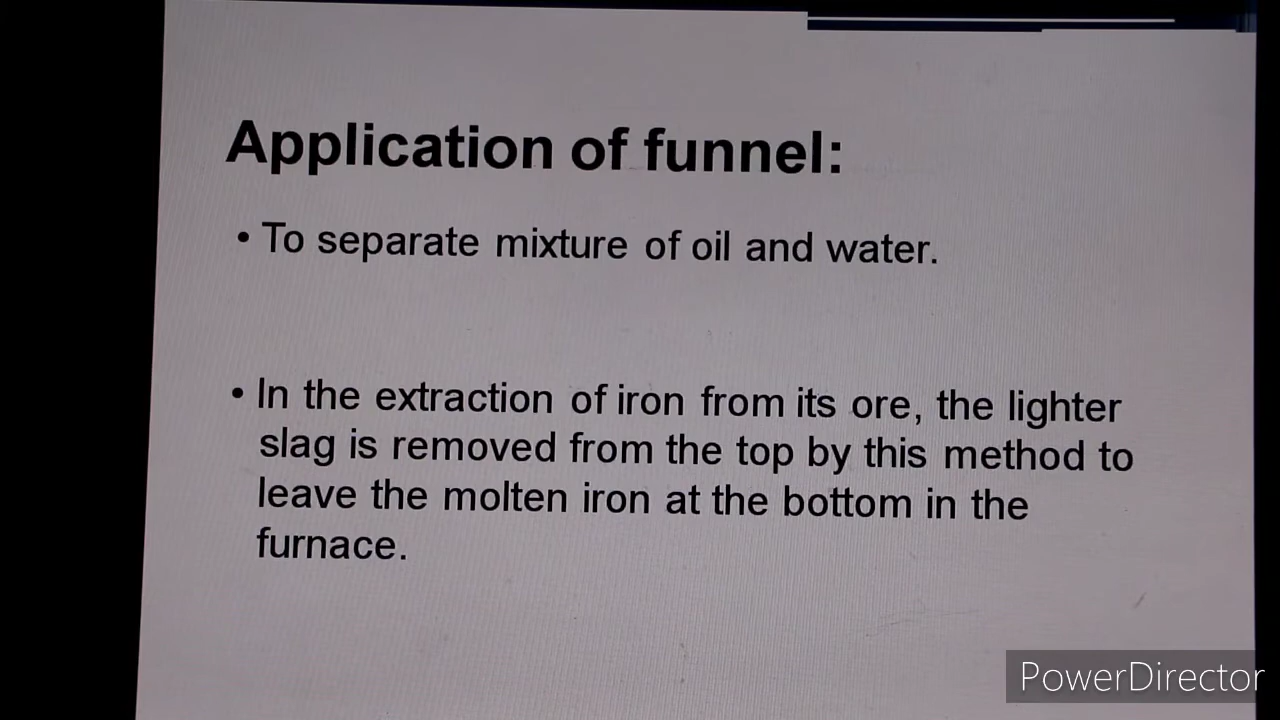 Application of funnel:
• To separate mixture of oil and water.
• In the extraction of iron from its ore, the lighter
slag is removed from the top by this method to
leave the molten iron at the bottom in the
furnace.
PowerDirector